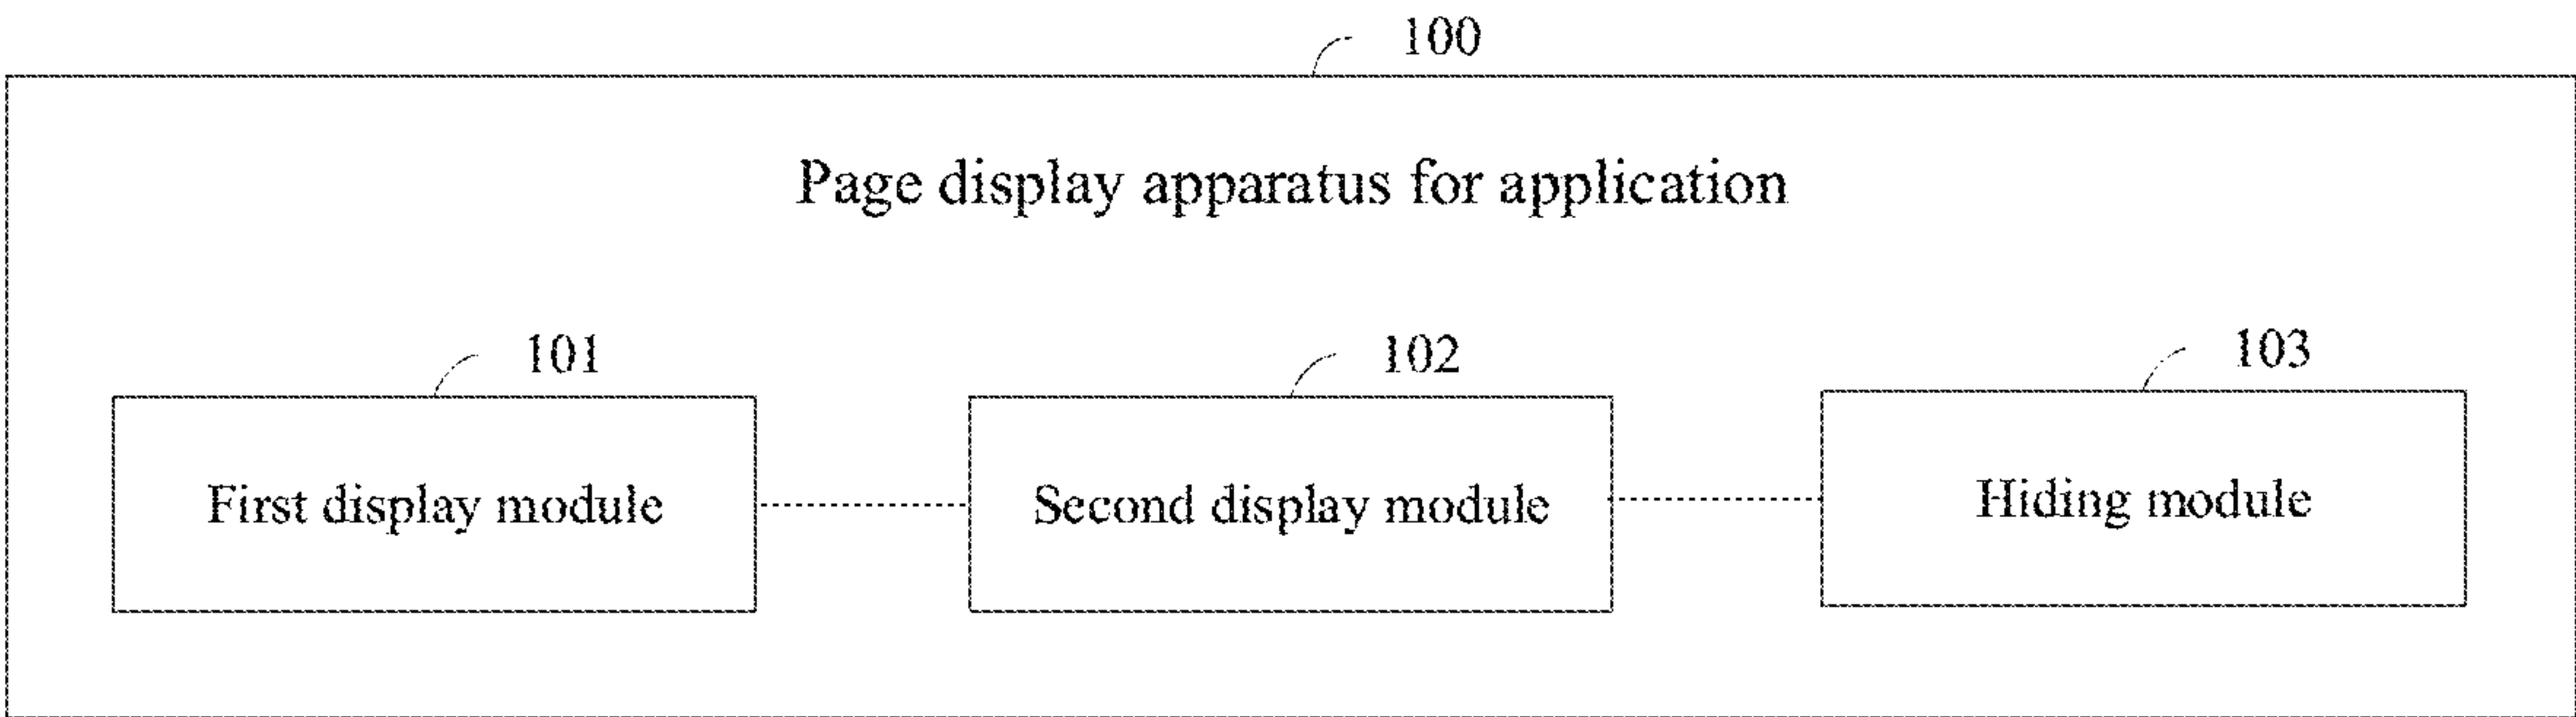 100
Page display apparatus for application
101
102
103
First display module
Second display module
Hiding module